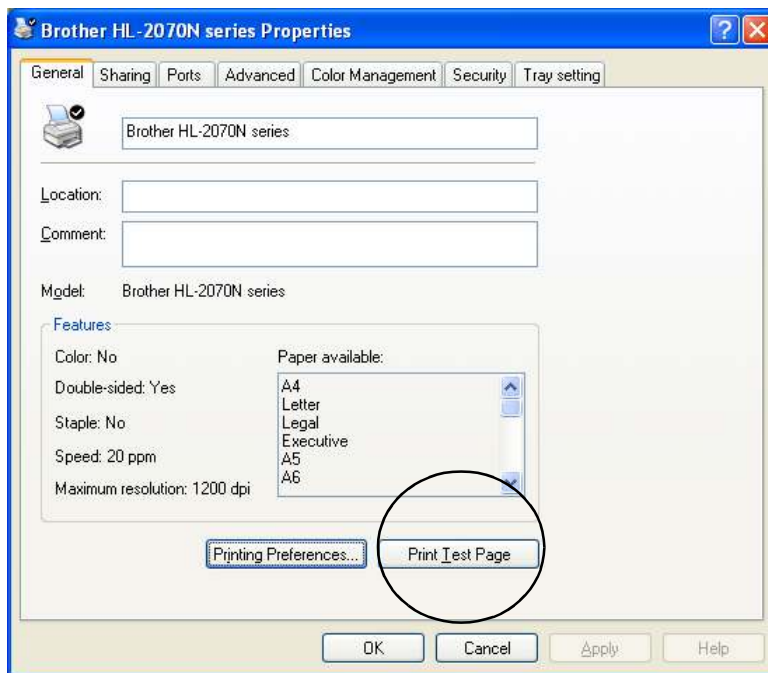 Brother HL-2070N series Properties
General Sharing Ports Advanced Color Management Security Tray setting
Brother HL-2070N series
Location:
Comment:
Model: Brother HL-2070N series
Features
Color: No
Paper available:
Double-sided: Yes
Staple: No
Speed: 20 ppm
Maximum resolution: 1200 dpi
A4
Letter
Legal
Executive
A5
A6
Printing Preferences... Print Test Page
OK Cancel Apply Help